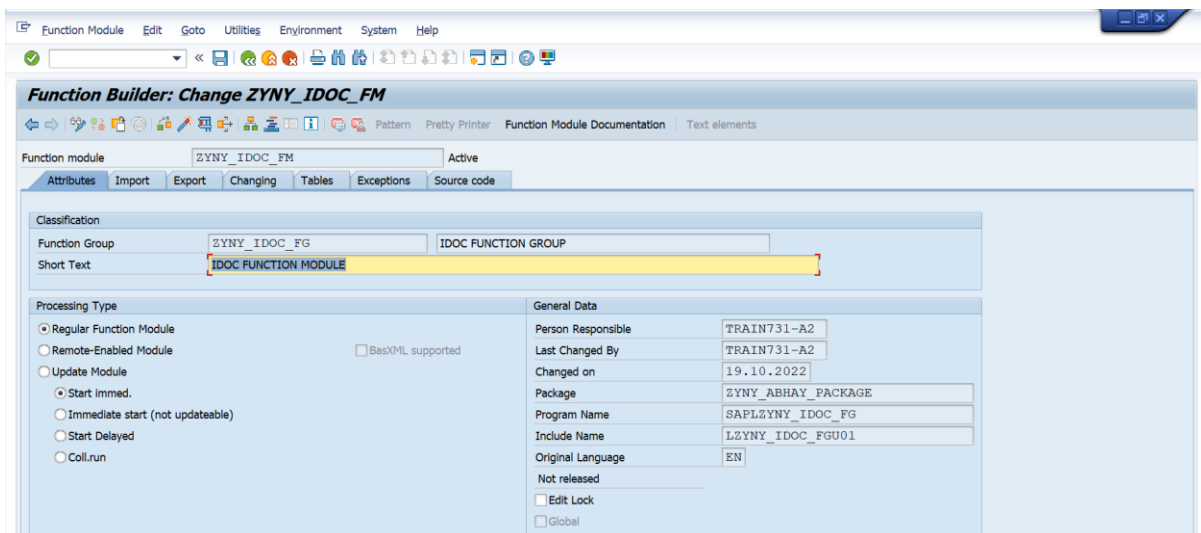 Function Module Edit Goto Utilities Environment System Help
Function Builder: Change ZYNY_IDOC_FM
Pattern Pretty Printer Function Module Documentation Text elements
Function module ZYNY_IDOC_FM Active
Attributes Import Export Changing Tables Exceptions Source code
Classification
Function Group ZYNY_IDOC_FG IDOC FUNCTION GROUP
Short Text IDOC FUNCTION MODULE
Processing Type General Data
Regular Function Module Person Responsible TRAIN731-A2
Remote-Enabled Module BasXML supported Last Changed By TRAIN731-A2
Update Module Changed on 19.10.2022
Start immed. Package ZYNY_ABHAY_PACKAGE
Immediate start (not updateable) Program Name SAPLZYNY_IDOC_FG
Start Delayed Include Name LZYNY_IDOC_FGU01
Coll.run Original Language EN
Not released
Edit Lock
Global